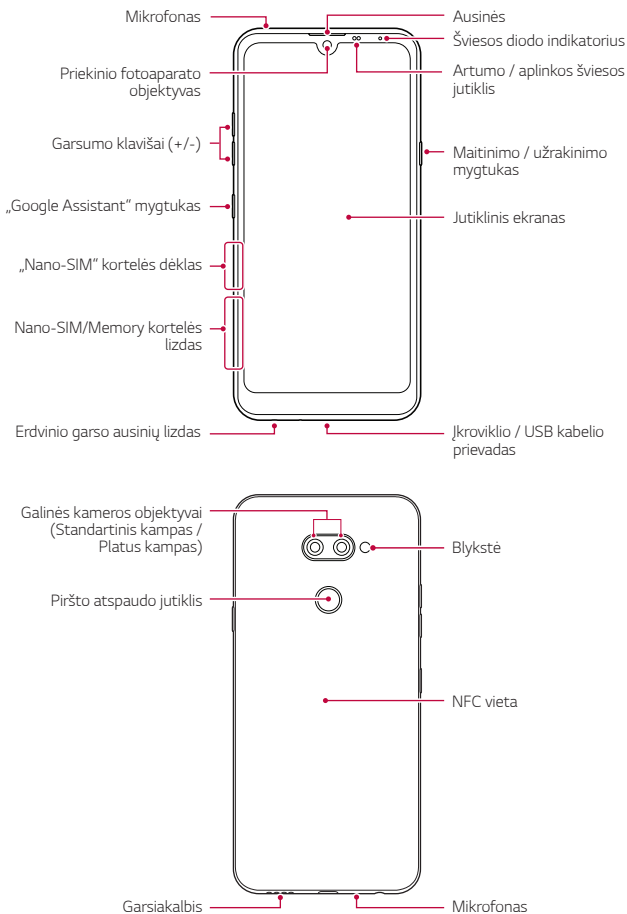 Mikrofonas
Ausinės
Šviesos diodo indikatorius
Priekinio fotoaparato
objektyvas
Artumo / aplinkos šviesos
jutiklis
Garsumo klavišai (+/-)
Maitinimo / užrakinimo
mygtukas
„Google Assistant“ mygtukas
Jutiklinis ekranas
„Nano-SIM“ kortelės dėklas
Nano-SIM/Memory kortelės
lizdas
Erdvinio garso ausinių lizdas
Įkroviklio / USB kabelio
prievadas
Galinės kameros objektyvai
(Standartinis kampas /
Platus kampas)
Blykstė
Piršto atspaudo jutiklis
NFC vieta
Garsiakalbis
Mikrofonas